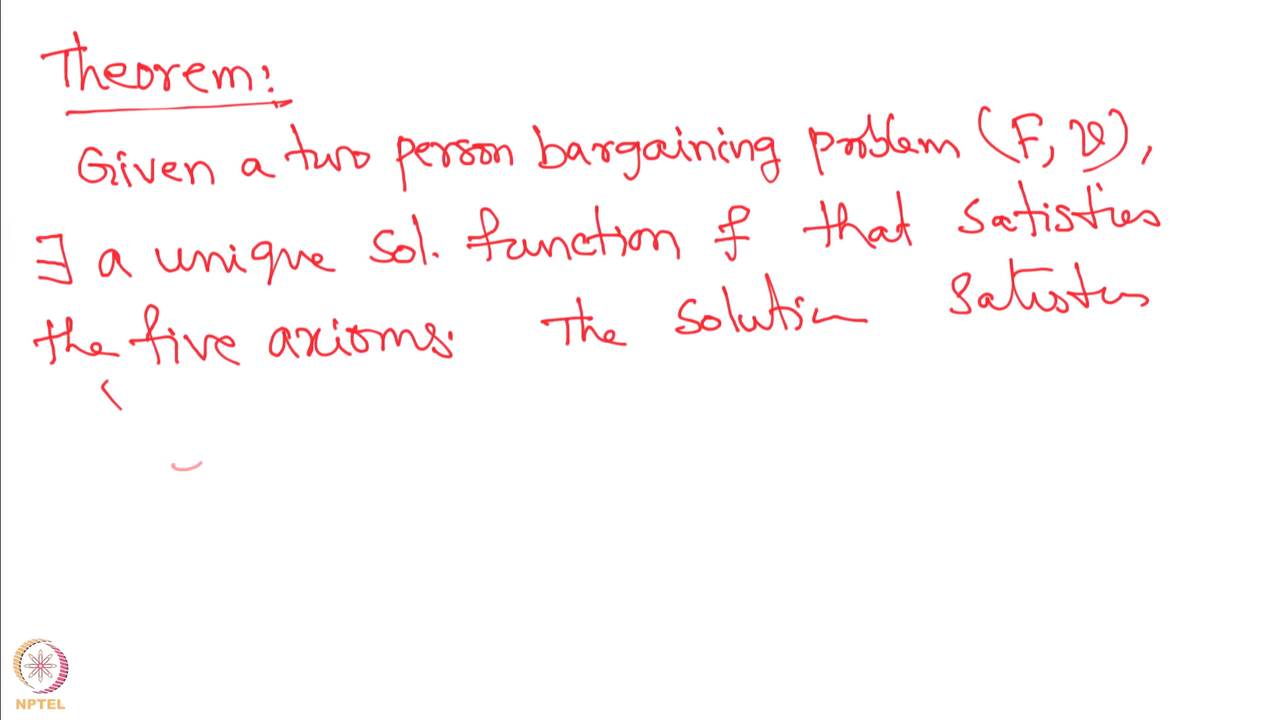 Theorem:
Given a two person bargaining problem (F, v),
∃ a unique sol. function f that satisfies
the five axioms. The solution satisfies
(
NPTEL